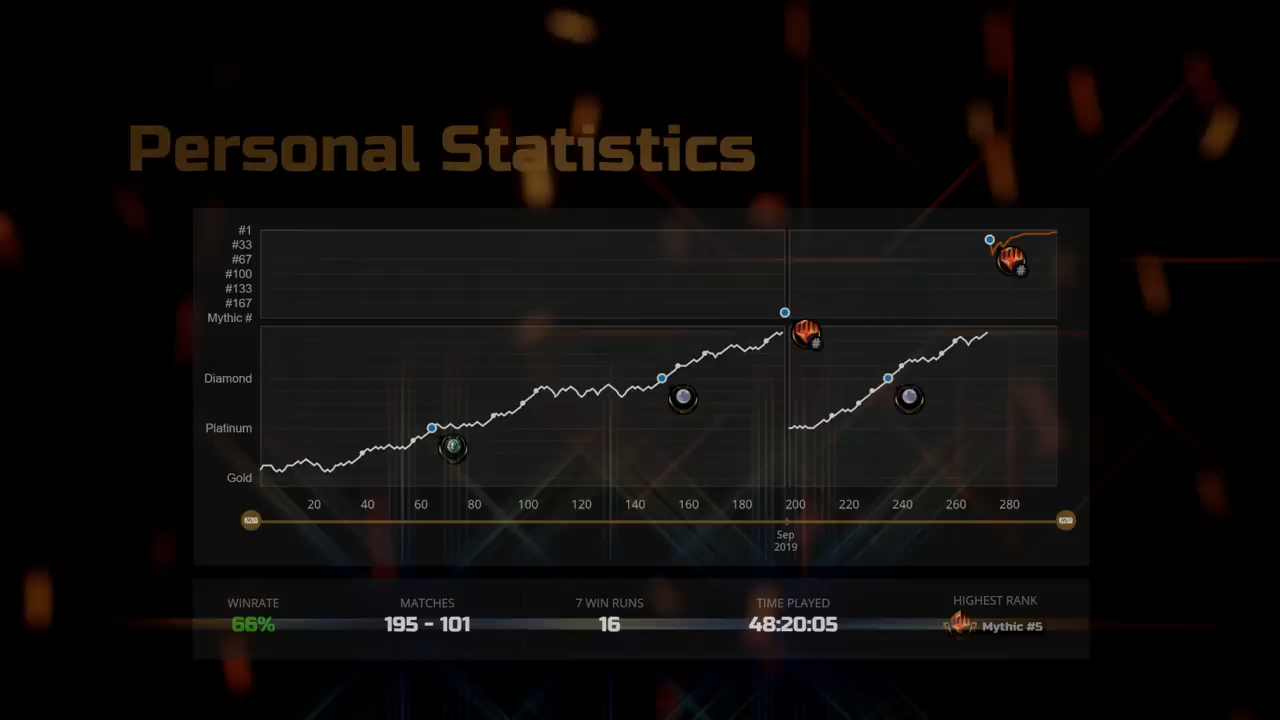 Personal Statistics
#1
#33
#67
#100
#133
#167
Mythic #
#
#
Diamond
Platinum
Gold
20 40 60 80 100 120 140 160 180 200 220 240 260 280
Sep
2019
WINRATE MATCHES 7 WIN RUNS TIME PLAYED HIGHEST RANK
66% 195 - 101 16 48:20:05 Mythic #5